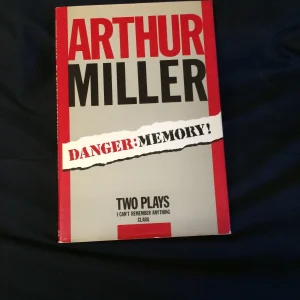 ARTHUR
MILLER
DANGER:MEMORY!
TWO PLAYS
I CAN'T REMEMBER ANYTHING
CLARA